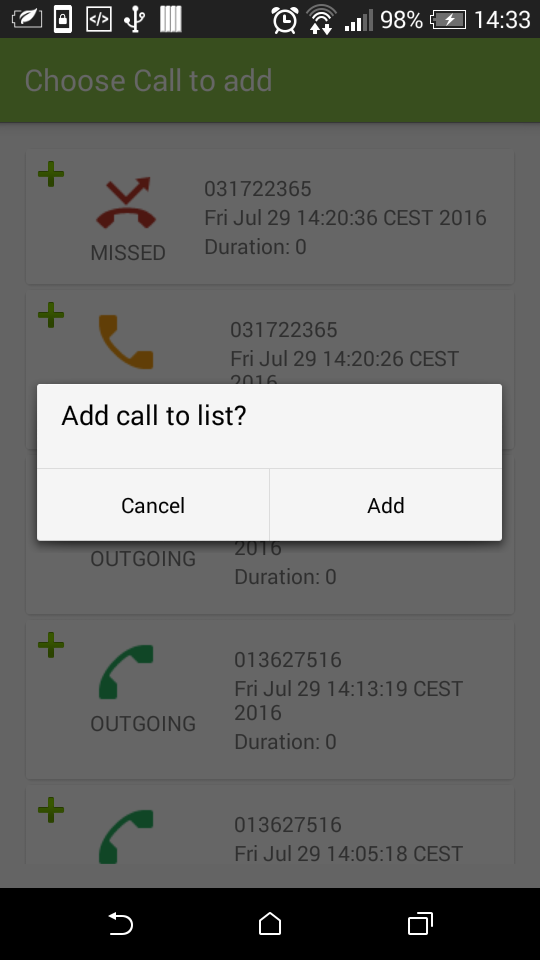 98% 14:33
Choose Call to add
031722365
Fri Jul 29 14:20:36 CEST 2016
MISSED
Duration: 0
031722365
Fri Jul 29 14:20:26 CEST
2016
Add call to list?
Cancel
Add
2016
OUTGOING
Duration: 0
013627516
Fri Jul 29 14:13:19 CEST
2016
OUTGOING
Duration: 0
013627516
Fri Jul 29 14:05:18 CEST